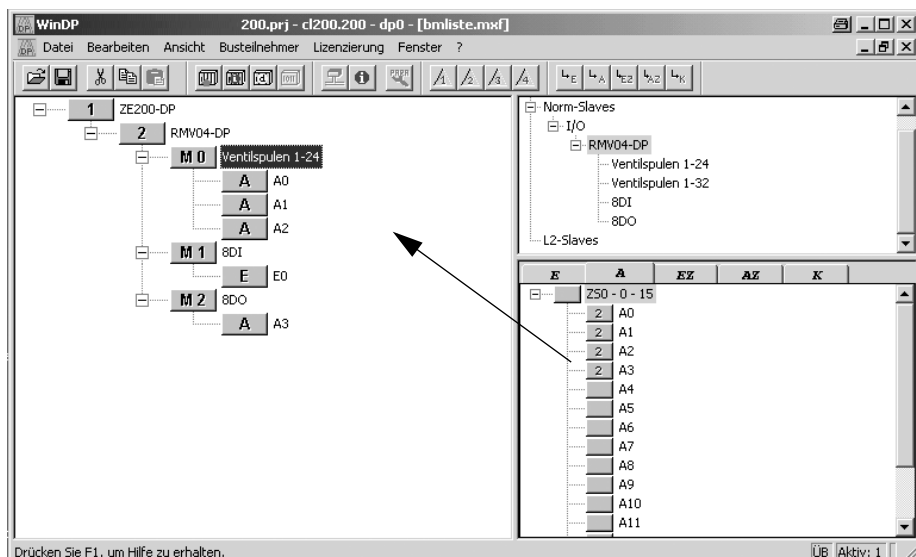 WinDP 200.prj - cl200.200 - dp0 - [bmliste.mxf]
Datei Bearbeiten Ansicht Busteilnehmer Lizenzierung Fenster ?
1 ZE200-DP
2 RMV04-DP
M 0 Ventilspulen 1-24
A A0
A A1
A A2
M 1 8DI
E E0
M 2 8DO
A A3
Norm-Slaves
I/O
RMV04-DP
Ventilspulen 1-24
Ventilspulen 1-32
8DI
8DO
L2-Slaves
E A EZ AZ K
Z50 - 0 - 15
2 A0
2 A1
2 A2
2 A3
A4
A5
A6
A7
A8
A9
A10
A11
Drücken Sie F1, um Hilfe zu erhalten. ÜB Aktiv: 1